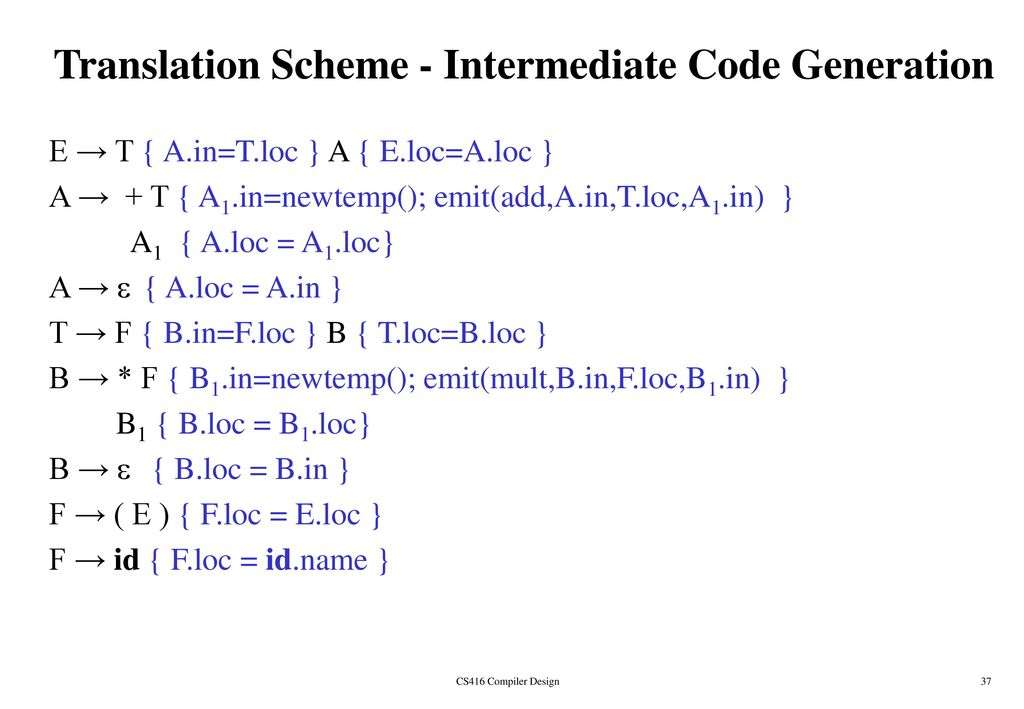 Translation Scheme - Intermediate Code Generation
E → T { A.in=T.loc } A { E.loc=A.loc }
A → + T { A₁.in=newtemp(); emit(add,A.in,T.loc,A₁.in) }
A₁ { A.loc = A₁.loc}
A → ε { A.loc = A.in }
T → F { B.in=F.loc } B { T.loc=B.loc }
B → * F { B₁.in=newtemp(); emit(mult,B.in,F.loc,B₁.in) }
B₁ { B.loc = B₁.loc}
B → ε { B.loc = B.in }
F → ( E ) { F.loc = E.loc }
F → id { F.loc = id.name }
CS416 Compiler Design
37